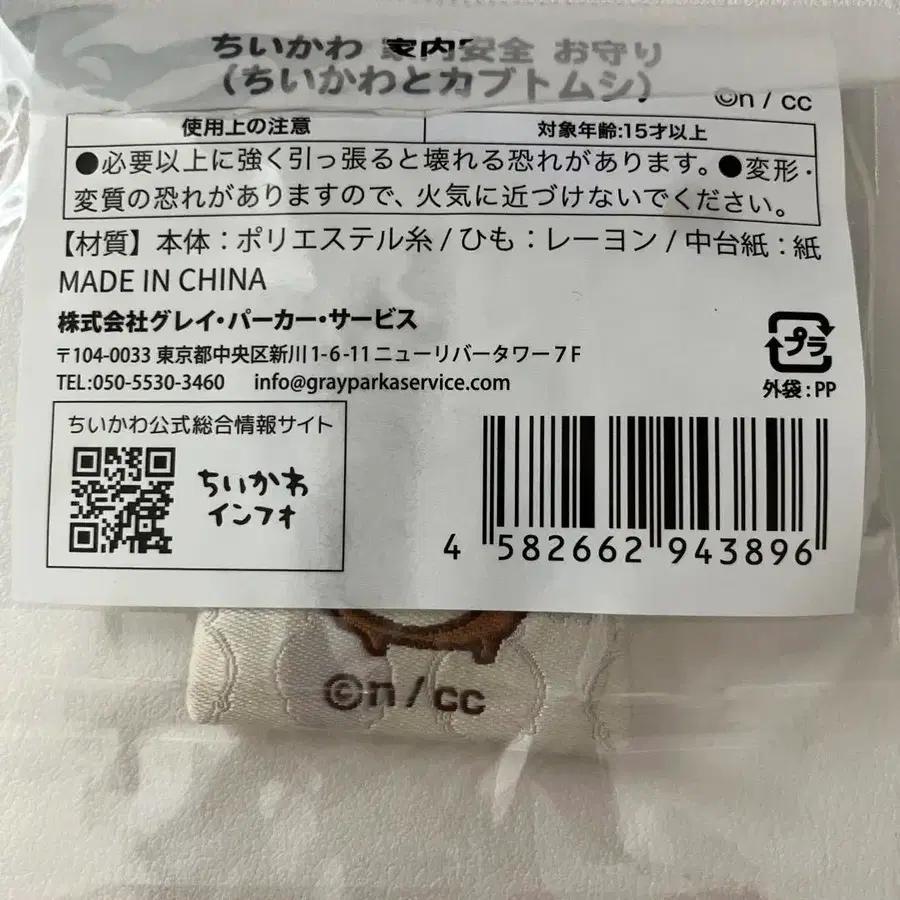 ちいかわ 家内安全 お守り
（ちいかわとカブトムシ）
©n / cc
使用上の注意 対象年齢:15才以上
●必要以上に強く引っ張ると壊れる恐れがあります。●変形・
変質の恐れがありますので、火気に近づけないでください。
【材質】本体：ポリエステル糸 / ひも：レーヨン / 中台紙：紙
MADE IN CHINA
株式会社グレイ・パーカー・サービス
〒104-0033 東京都中央区新川 1-6-11 ニューリバータワー 7 F
TEL:050-5530-3460 info@grayparkaservice.com
プラ
外袋 : PP
ちいかわ公式総合情報サイト
ちいかわ
インフォ
4 582662 943896
©n / cc